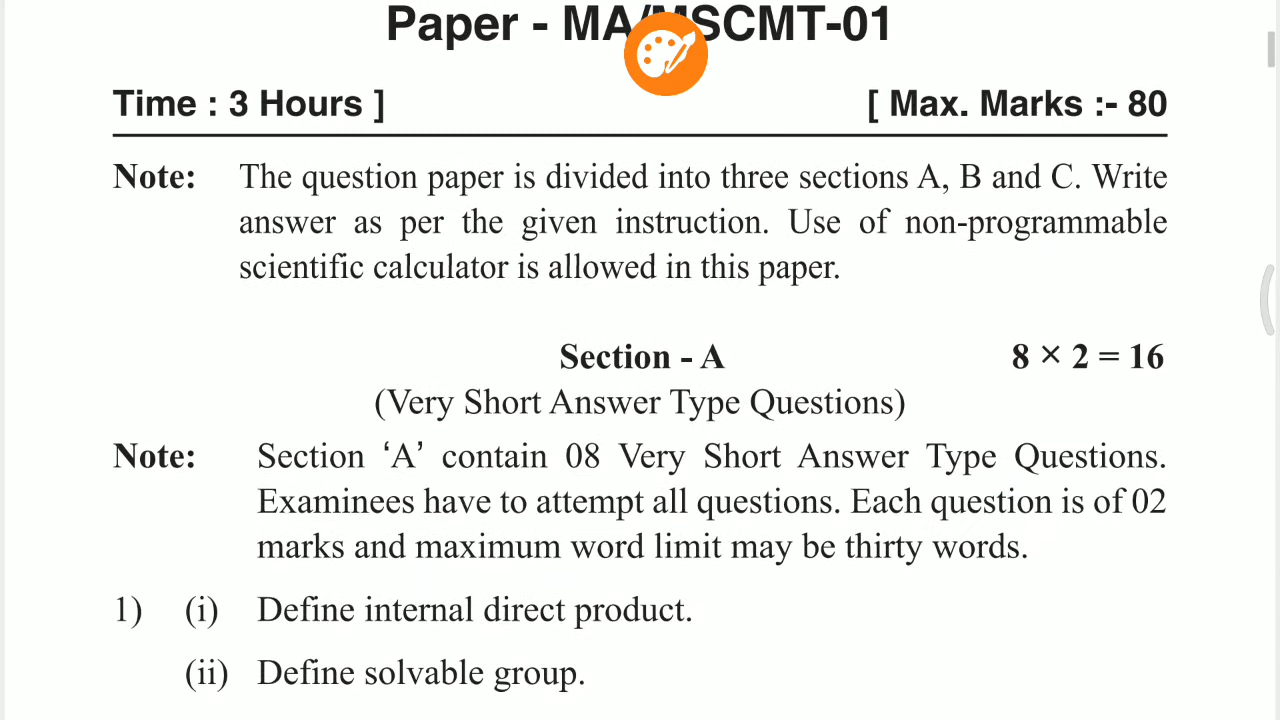 Paper - MA/MSCMT-01
Time : 3 Hours ] [ Max. Marks :- 80
Note: The question paper is divided into three sections A, B and C. Write
answer as per the given instruction. Use of non-programmable
scientific calculator is allowed in this paper.
Section - A 8 × 2 = 16
(Very Short Answer Type Questions)
Note: Section ‘A’ contain 08 Very Short Answer Type Questions.
Examinees have to attempt all questions. Each question is of 02
marks and maximum word limit may be thirty words.
1) (i) Define internal direct product.
(ii) Define solvable group.